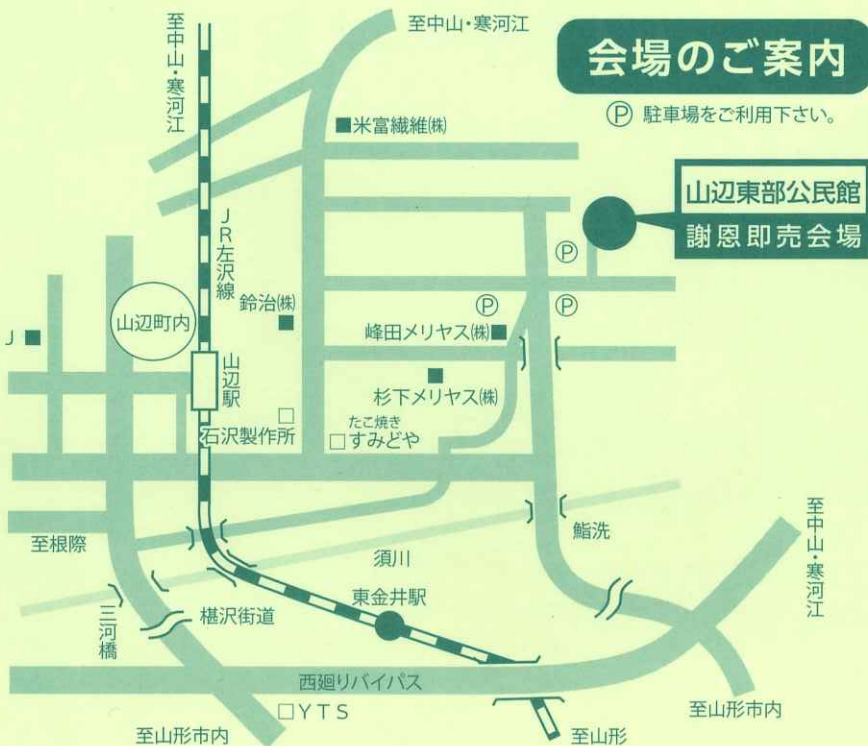 会場のご案内
Ⓟ 駐車場をご利用下さい。
至中山・寒河江
至中山・寒河江
■米富繊維㈱
山辺東部公民館
謝恩即売会場
JR左沢線
Ⓟ
鈴治㈱
■
Ⓟ
Ⓟ
山辺町内
J ■
峰田メリヤス㈱■
山辺駅
■
杉下メリヤス㈱
□
石沢製作所
たこ焼き
□すみどや
至根際
鮨洗
至中山・寒河江
須川
東金井駅
椹沢街道
三河橋
西廻りバイパス
□YTS
至山形市内
至山形
至山形市内